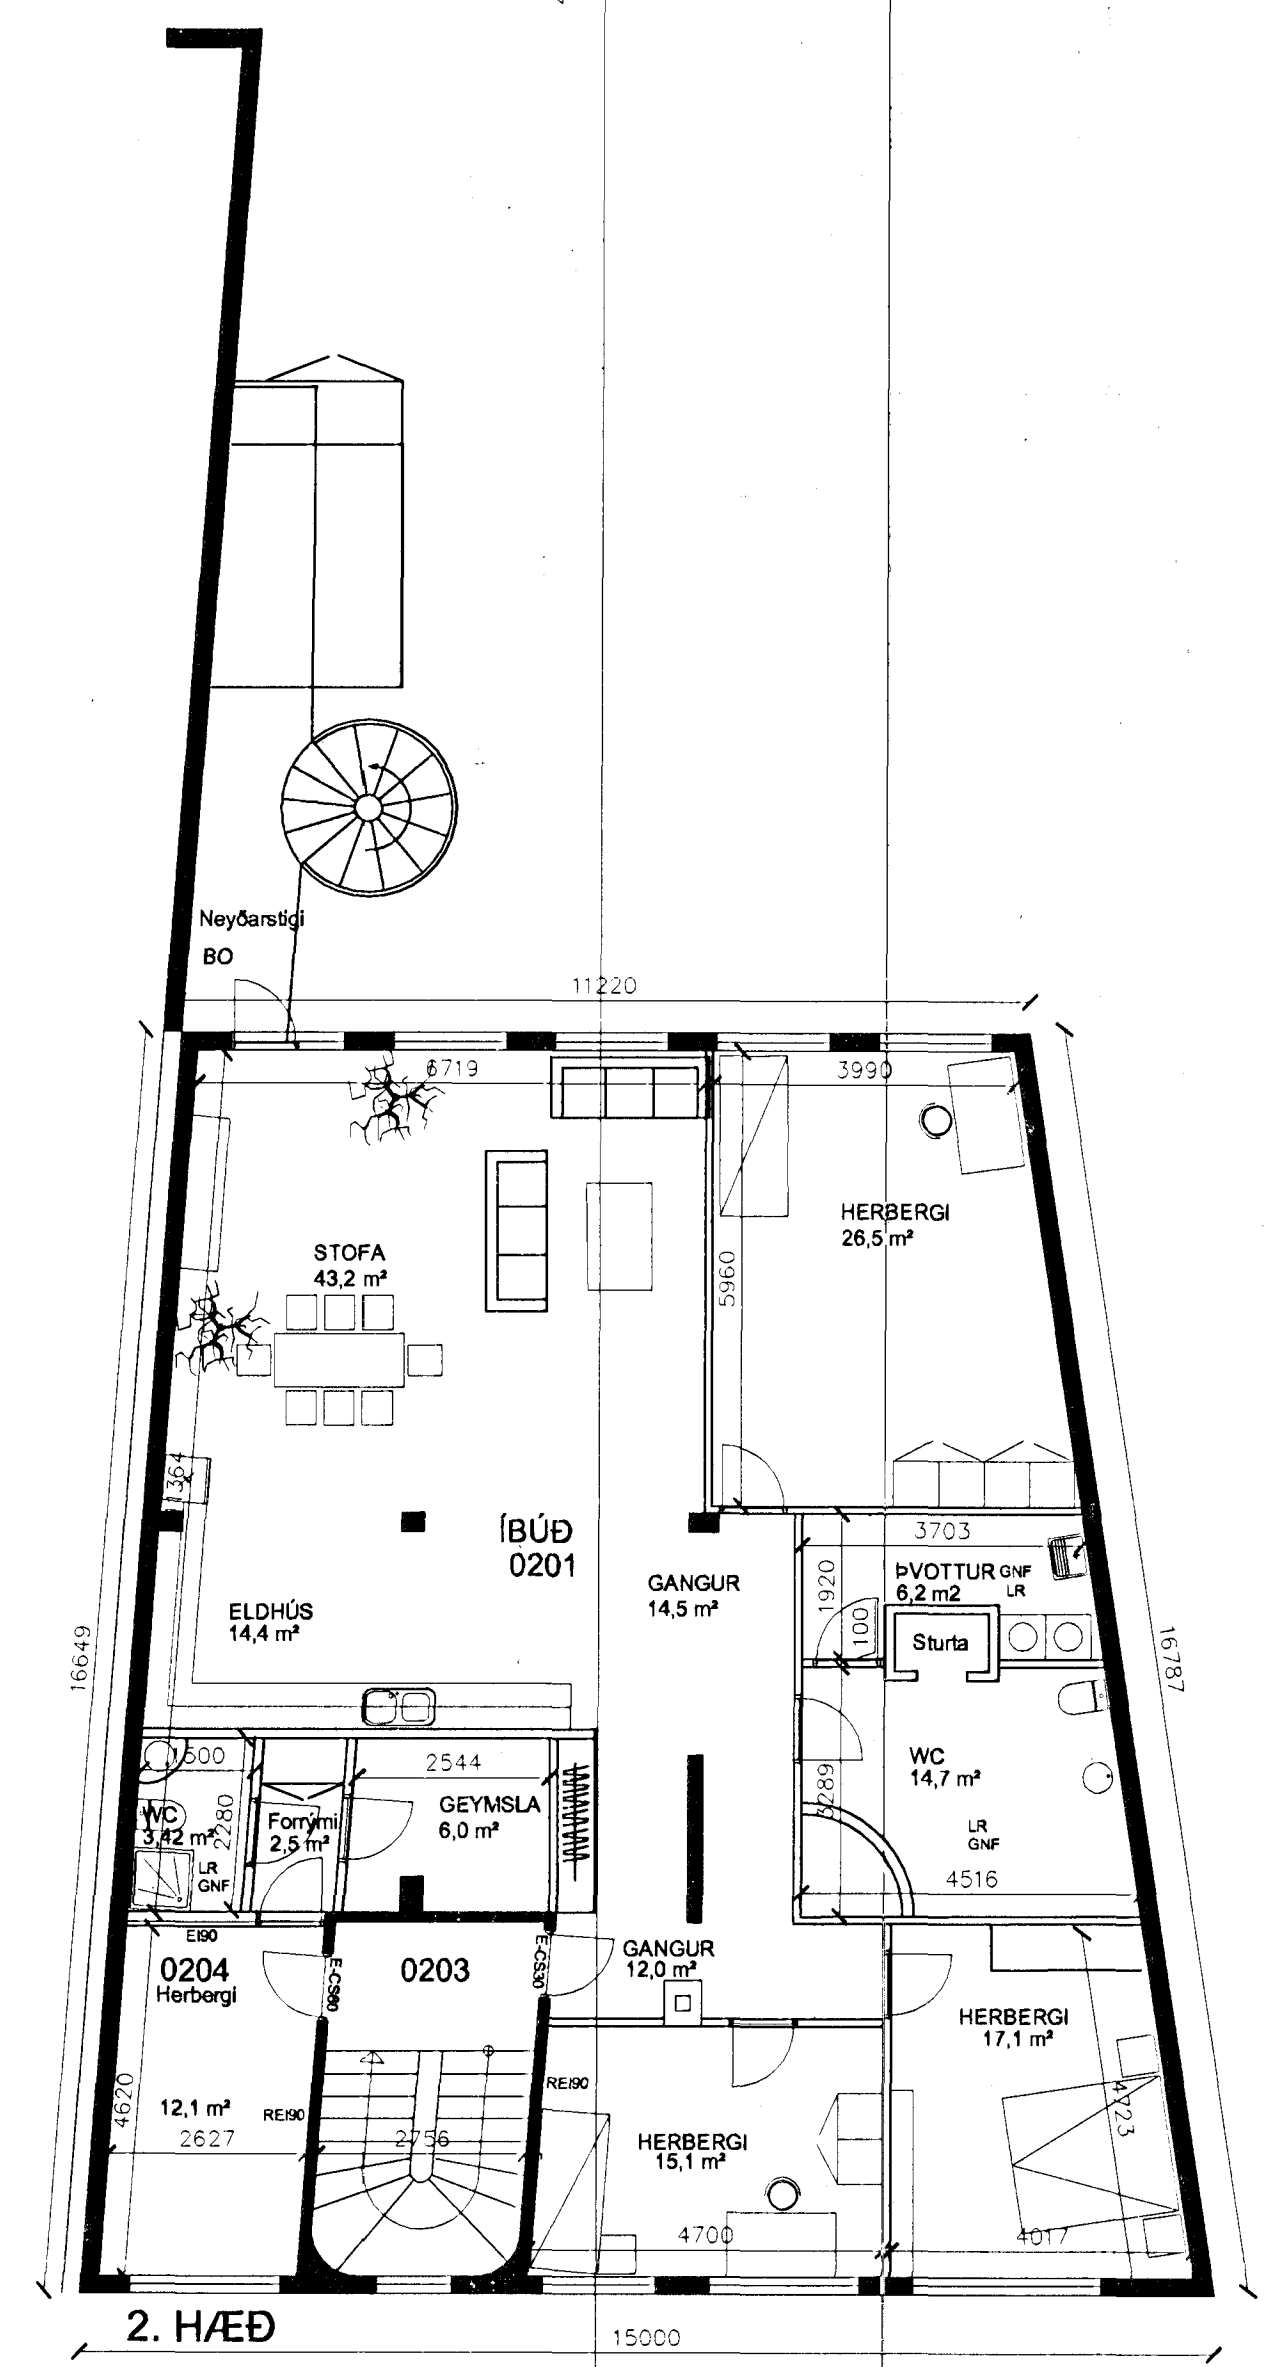 Neyðarstigi
BO
11220
6719
3990
HERBERGI
26,5 m²
5960
STOFA
43,2 m²
1364
ÍBÚÐ
0201
3703
ÞVOTTUR GNF
6,2 m2 LR
1920
100
Sturta
GANGUR
14,5 m²
ELDHÚS
14,4 m²
16649
16787
1500
2544
WC
14,7 m²
3289
GEYMSLA
6,0 m²
WC
3,42 m²
2280
Forrými
2,5 m²
LR
GNF
LR
GNF
4516
EI90
0204
Herbergi
E-CS60
0203
E-CS30
GANGUR
12,0 m²
HERBERGI
17,1 m²
4620
12,1 m²
REI90
2627
2756
REI90
HERBERGI
15,1 m²
4723
4700
4017
2. HÆÐ
15000